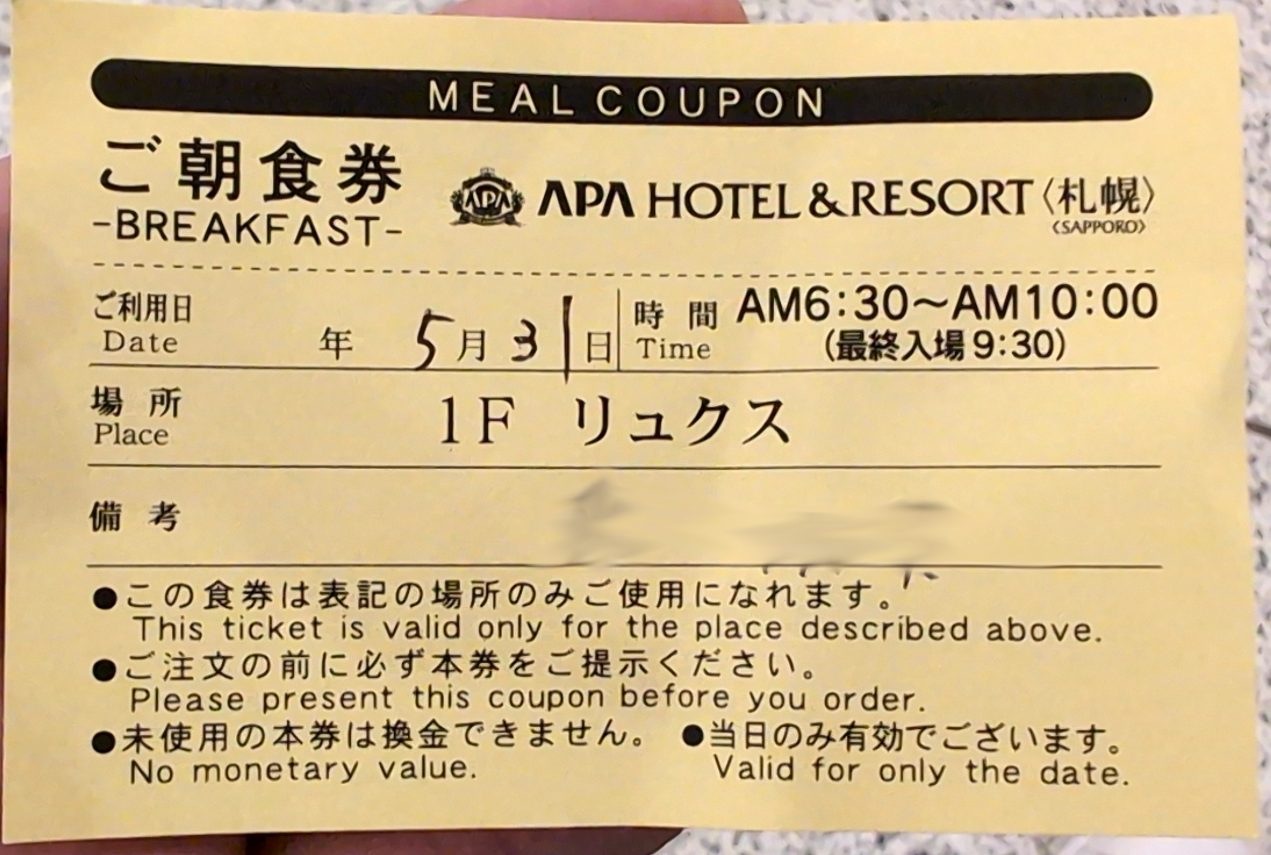 MEAL COUPON
ご朝食券
-BREAKFAST-
APA HOTEL & RESORT〈札幌〉
〈SAPPORO〉
ご利用日
Date
年 5月31日
時間
Time
AM6:30～AM10:00
(最終入場9:30)
場所
Place
1F リュクス
備考
●この食券は表記の場所のみご使用になれます。
This ticket is valid only for the place described above.
●ご注文の前に必ず本券をご提示ください。
Please present this coupon before you order.
●未使用の本券は換金できません。 ●当日のみ有効でございます。
No monetary value. Valid for only the date.